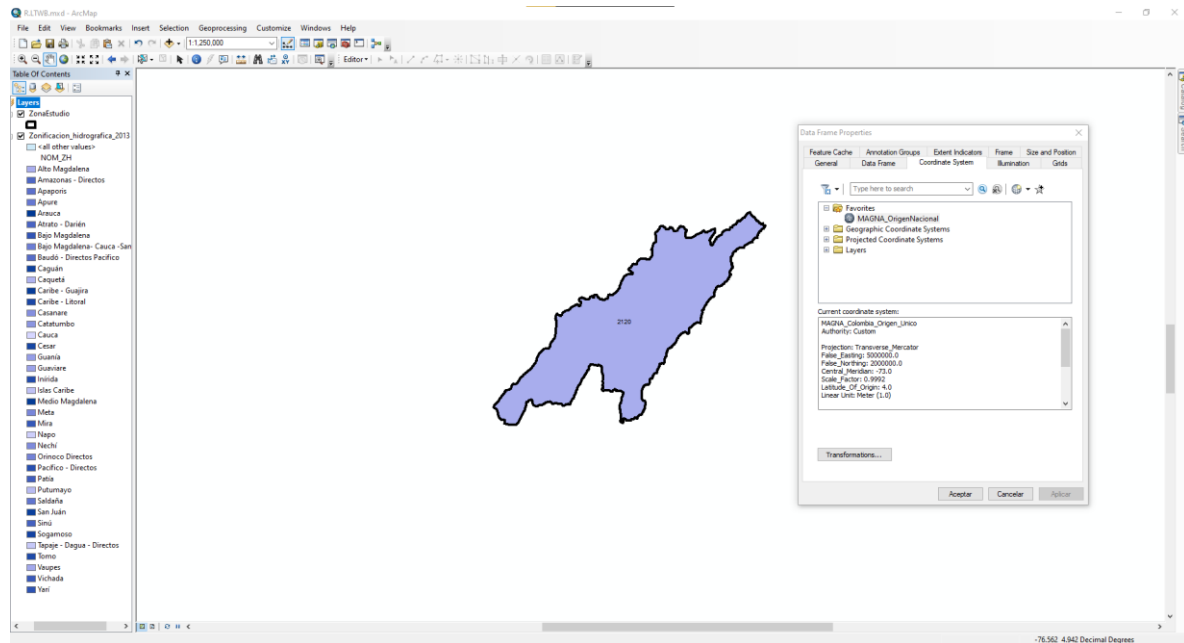 R.LTWB.mxd - ArcMap
File Edit View Bookmarks Insert Selection Geoprocessing Customize Windows Help
1:1,250,000
Editor
Table Of Contents
Layers
ZonaEstudio
Zonificacion_hidrografica_2013
<all other values>
NOM_ZH
Alto Magdalena
Amazonas - Directos
Apaporis
Apure
Arauca
Atrato - Darién
Bajo Magdalena
Bajo Magdalena- Cauca -San
Baudó - Directos Pacifico
Caguán
Caquetá
Caribe - Guajira
Caribe - Litoral
Casanare
Catatumbo
Cauca
Cesar
Guanía
Guaviare
Inírida
Islas Caribe
Medio Magdalena
Meta
Mira
Napo
Nechí
Orinoco Directos
Pacifico - Directos
Patía
Putumayo
Saldaña
San Juán
Sinú
Sogamoso
Tapaje - Dagua - Directos
Tomo
Vaupes
Vichada
Yarí
2120
Data Frame Properties
Feature Cache Annotation Groups Extent Indicators Frame Size and Position
General Data Frame Coordinate System Illumination Grids
Type here to search
Favorites
MAGNA_OrigenNacional
Geographic Coordinate Systems
Projected Coordinate Systems
Layers
Current coordinate system:
MAGNA_Colombia_Origen_Unico
Authority: Custom
Projection: Transverse_Mercator
False_Easting: 5000000.0
False_Northing: 2000000.0
Central_Meridian: -73.0
Scale_Factor: 0.9992
Latitude_Of_Origin: 4.0
Linear Unit: Meter (1.0)
Transformations...
Aceptar Cancelar Aplicar
Catalog
-76.562 4.942 Decimal Degrees